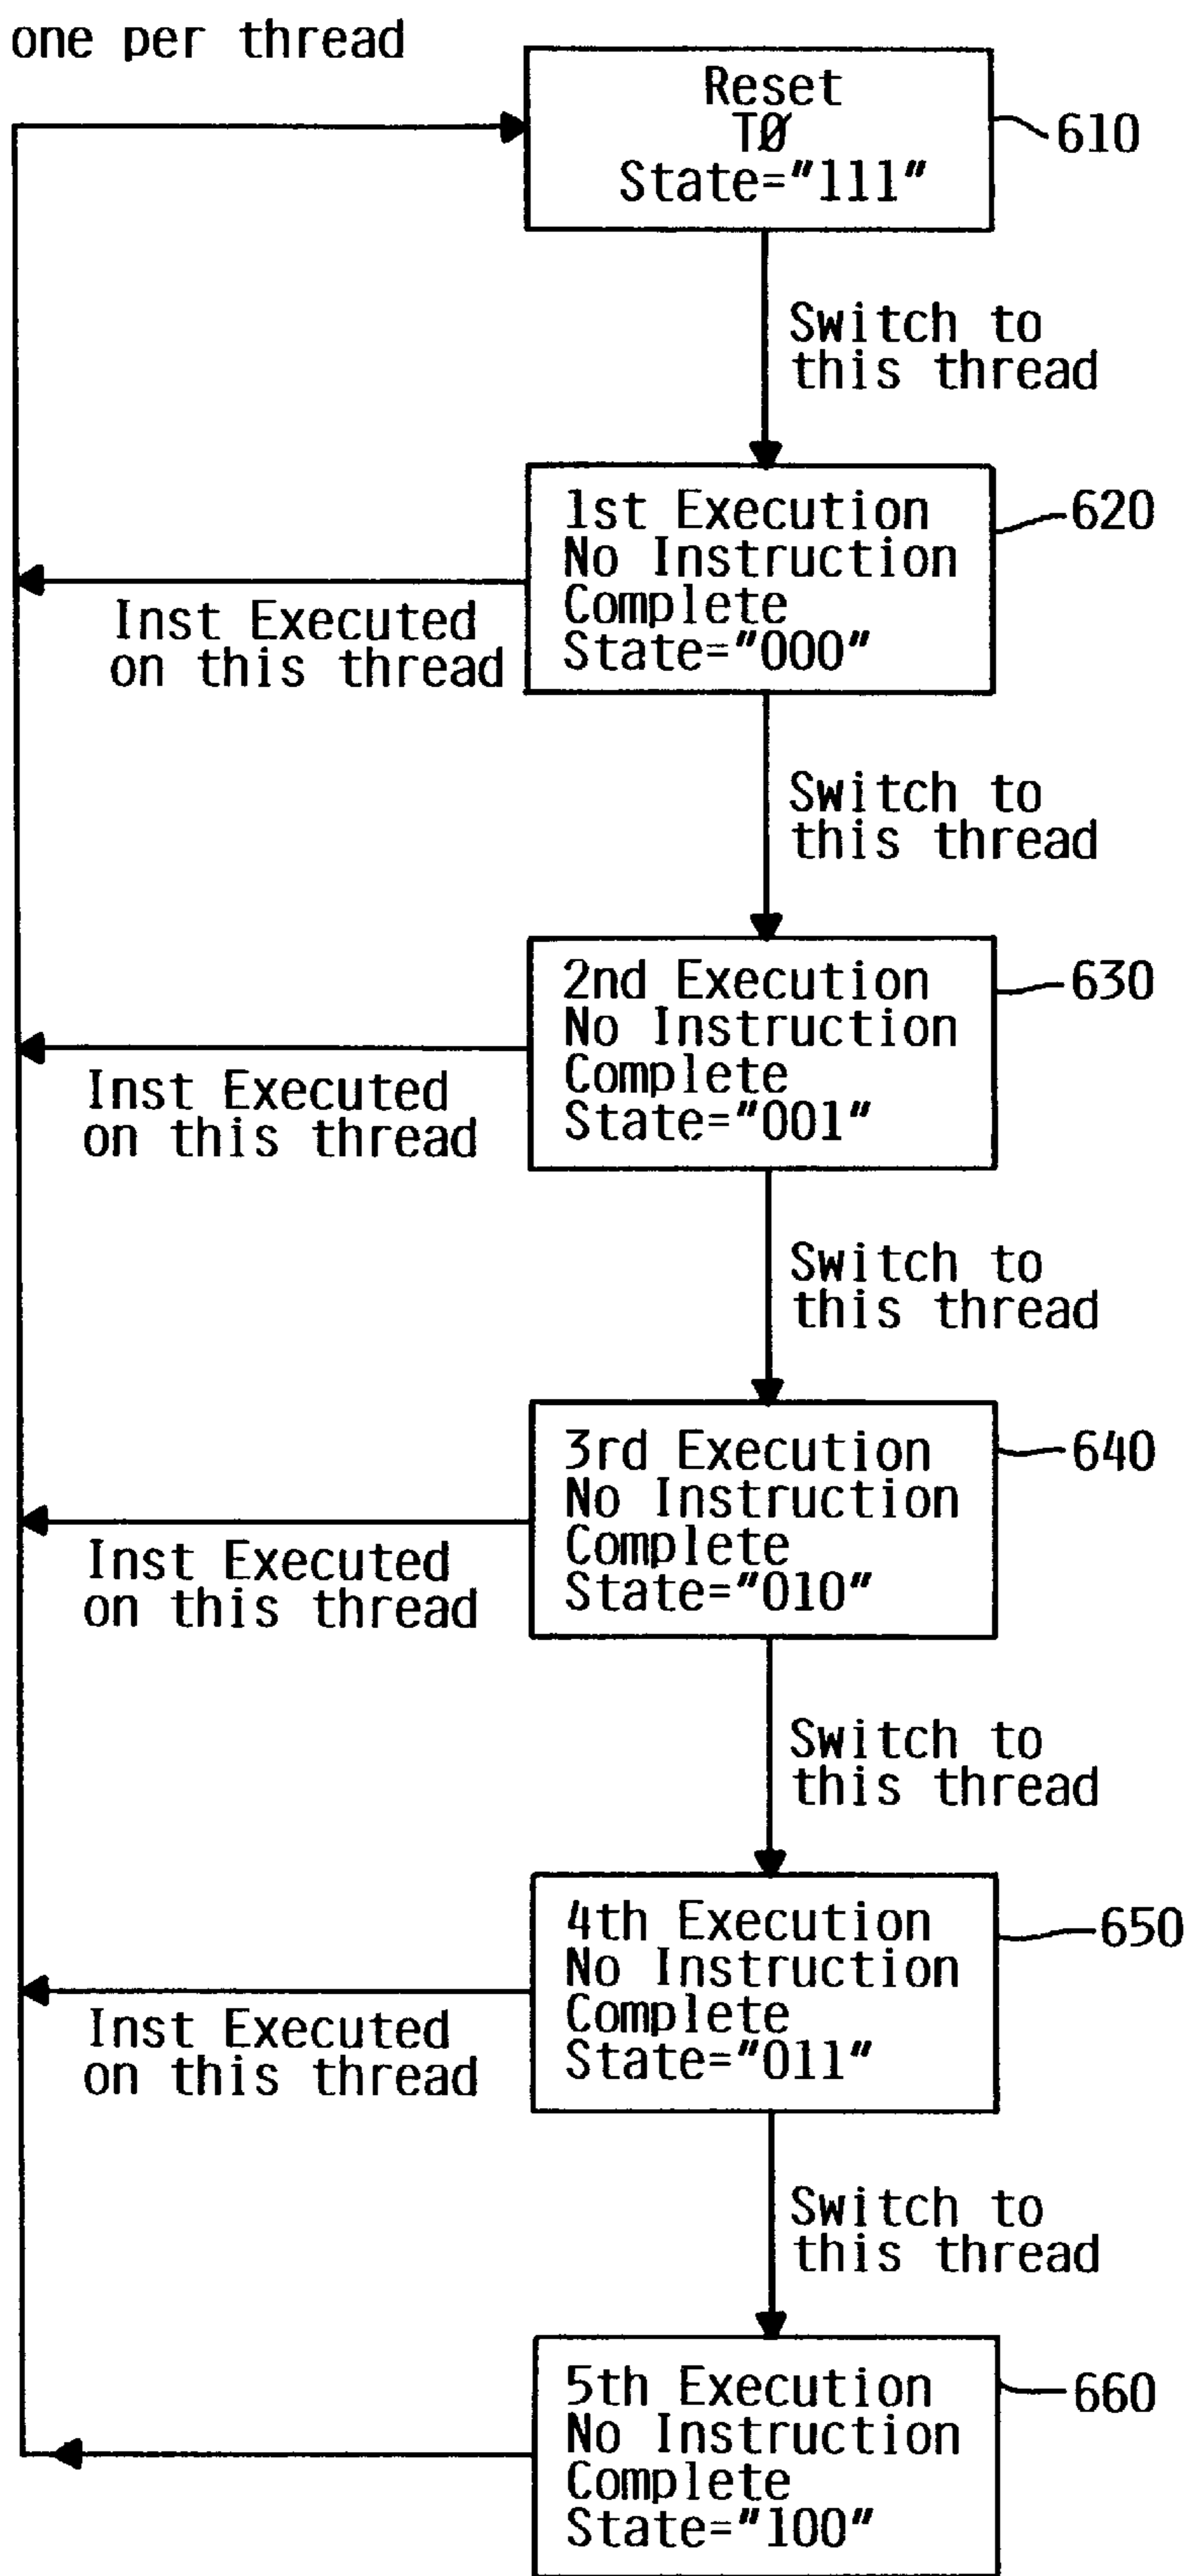 one per thread
Reset
TØ
State="111"
610
Switch to
this thread
1st Execution
No Instruction
Complete
State="000"
620
Inst Executed
on this thread
Switch to
this thread
2nd Execution
No Instruction
Complete
State="001"
630
Inst Executed
on this thread
Switch to
this thread
3rd Execution
No Instruction
Complete
State="010"
640
Inst Executed
on this thread
Switch to
this thread
4th Execution
No Instruction
Complete
State="011"
650
Inst Executed
on this thread
Switch to
this thread
5th Execution
No Instruction
Complete
State="100"
660